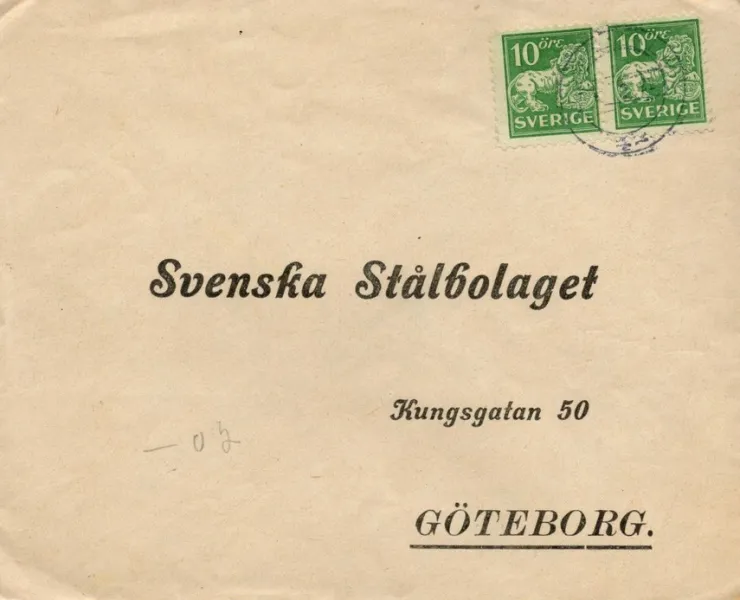 10 öre
SVERIGE
10 öre
SVERIGE
Svenska Stålbolaget
Kungsgatan 50
GÖTEBORG.